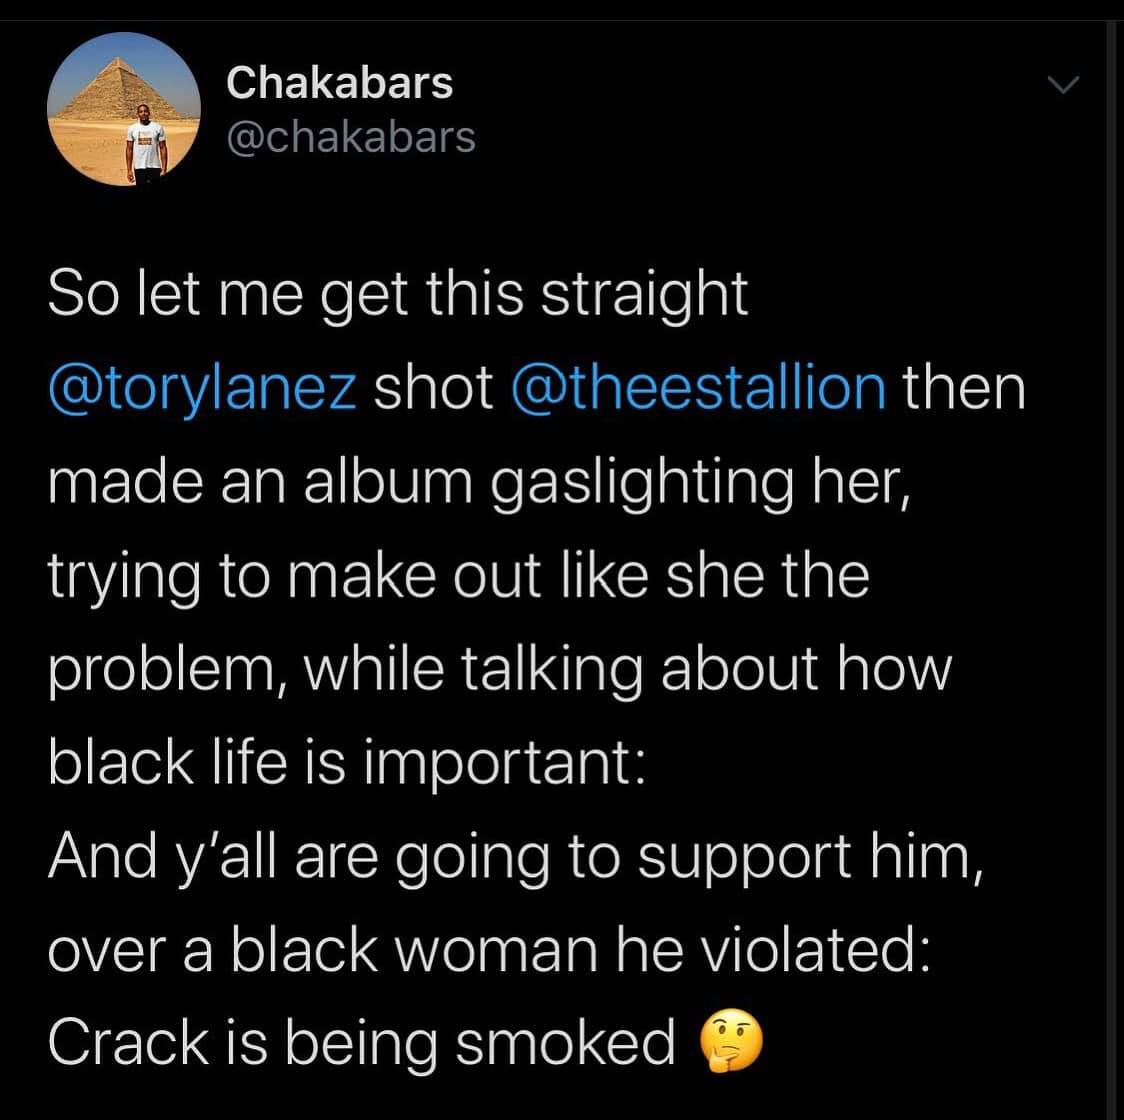 Chakabars
@chakabars
So let me get this straight
@torylanez shot @theestallion then
made an album gaslighting her,
trying to make out like she the
problem, while talking about how
black life is important:
And y’all are going to support him,
over a black woman he violated:
Crack is being smoked 🤔